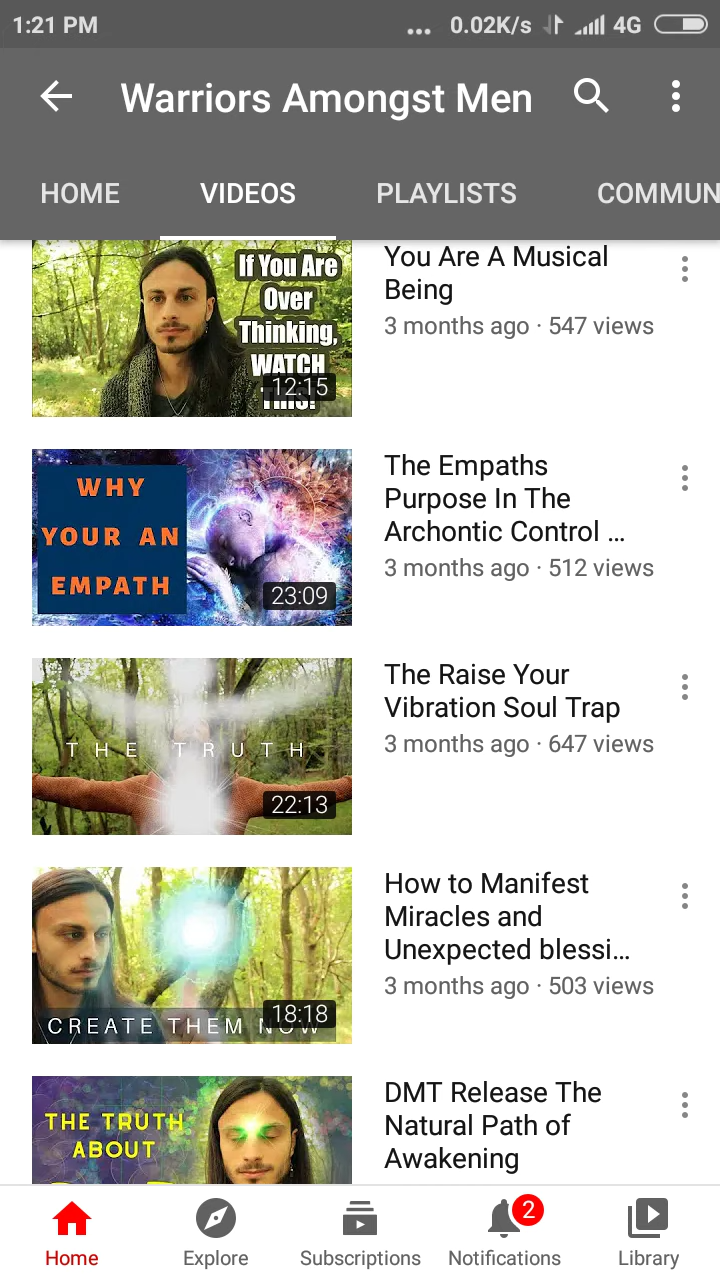 1:21 PM
... 0.02K/s 4G
Warriors Amongst Men
HOME VIDEOS PLAYLISTS COMMUN
If You Are
Over
Thinking,
WATCH
THIS!
12:15
You Are A Musical
Being
3 months ago · 547 views
WHY
YOUR AN
EMPATH
23:09
The Empaths
Purpose In The
Archontic Control ...
3 months ago · 512 views
THE TRUTH
22:13
The Raise Your
Vibration Soul Trap
3 months ago · 647 views
CREATE THEM NOW
18:18
How to Manifest
Miracles and
Unexpected blessi...
3 months ago · 503 views
THE TRUTH
ABOUT
DMT Release The
Natural Path of
Awakening
2
Home Explore Subscriptions Notifications Library